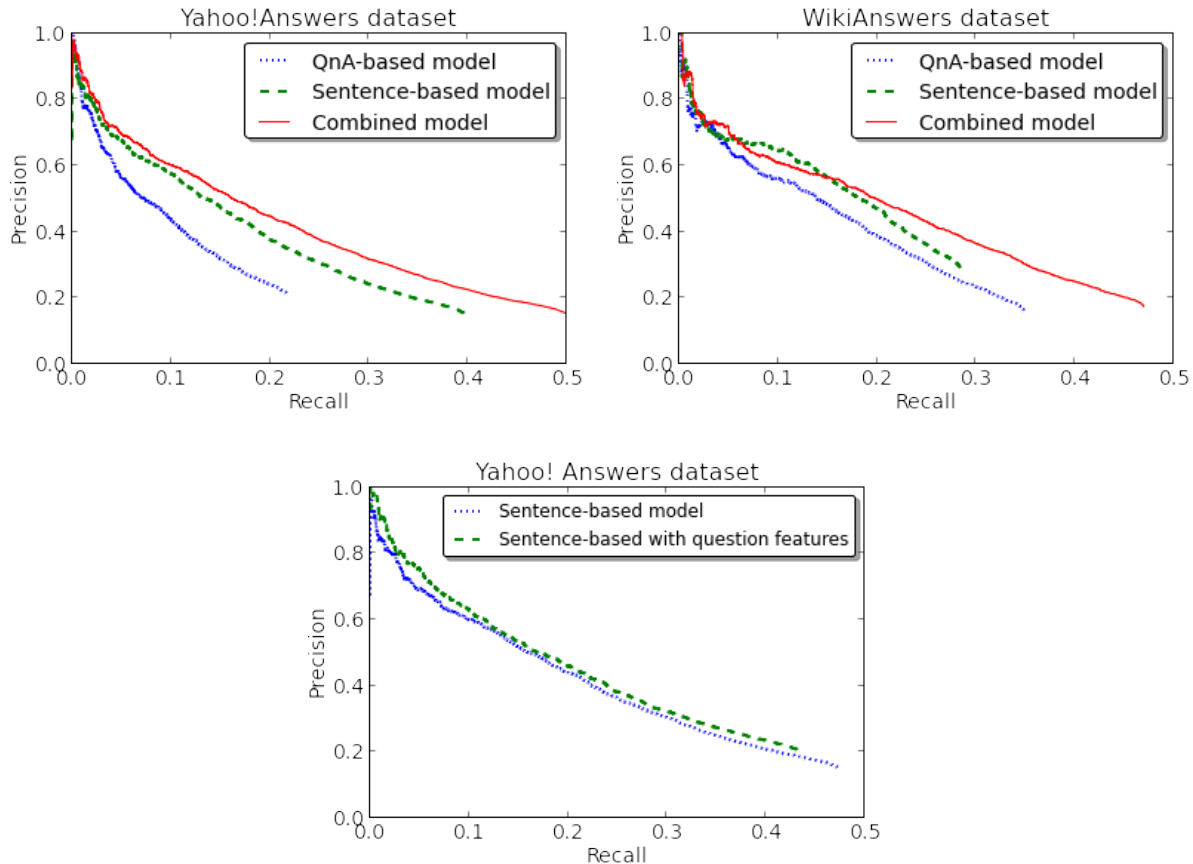 Yahoo!Answers dataset
QnA-based model
Sentence-based model
Combined model
Precision
1.0
0.8
0.6
0.4
0.2
0.0
0.0 0.1 0.2 0.3 0.4 0.5
Recall
WikiAnswers dataset
QnA-based model
Sentence-based model
Combined model
Precision
1.0
0.8
0.6
0.4
0.2
0.0
0.0 0.1 0.2 0.3 0.4 0.5
Recall
Yahoo! Answers dataset
Sentence-based model
Sentence-based with question features
Precision
1.0
0.8
0.6
0.4
0.2
0.0
0.0 0.1 0.2 0.3 0.4 0.5
Recall